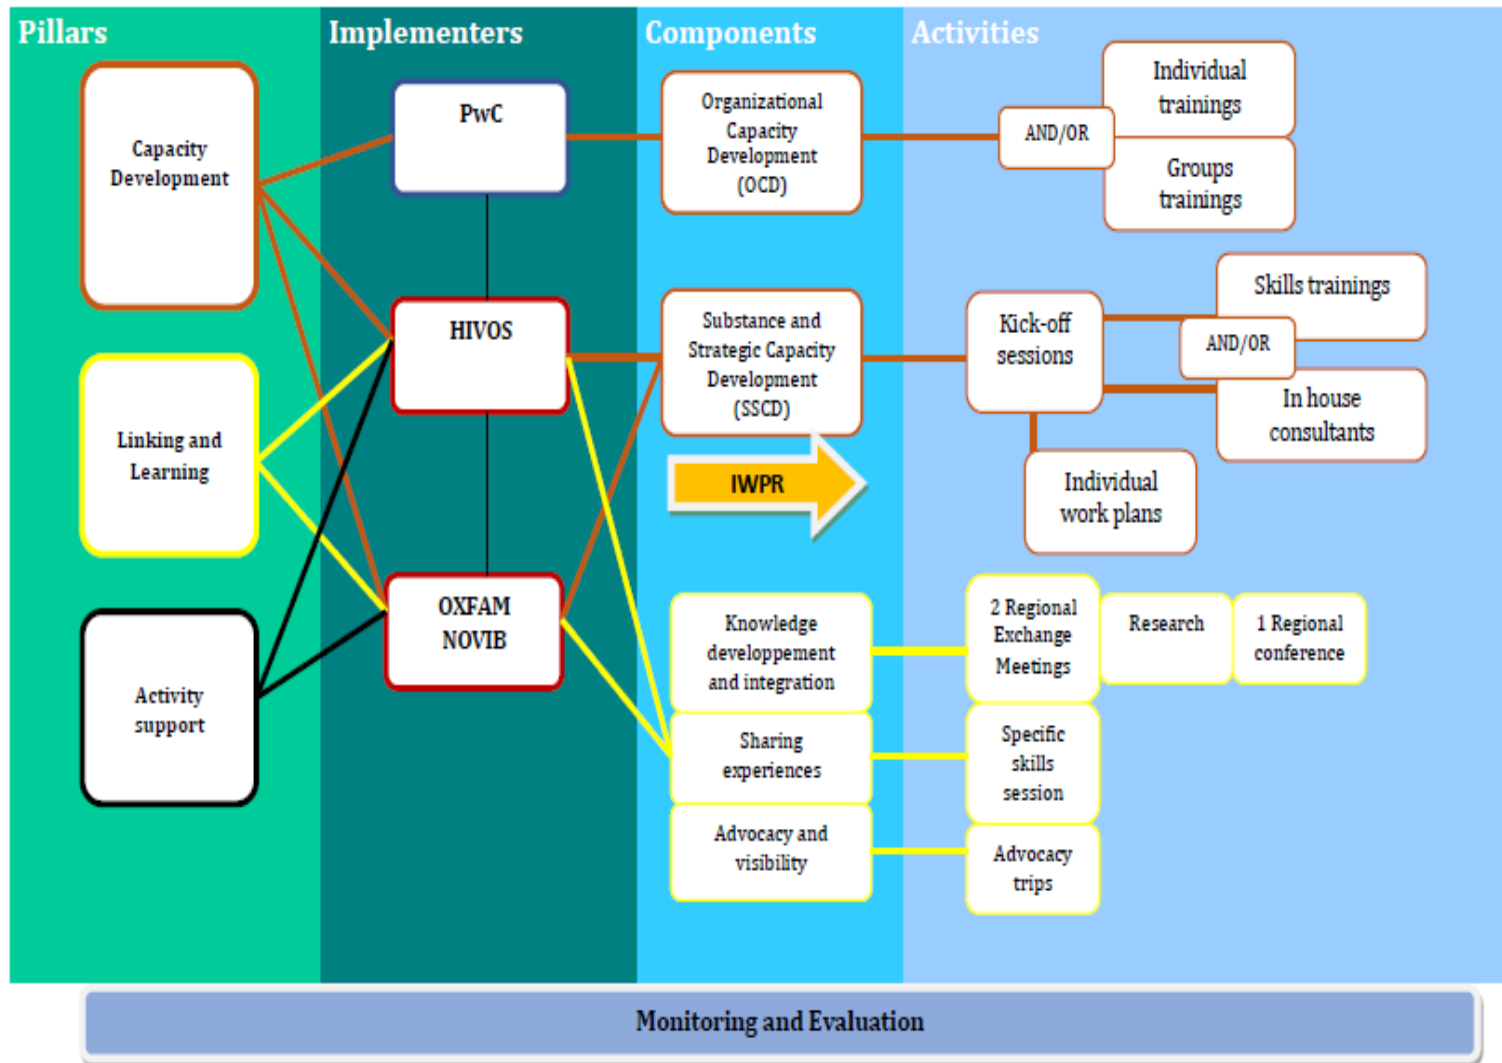 Pillars
Implementers
Components
Activities
Capacity
Development
Linking and
Learning
Activity
support
PwC
HIVOS
OXFAM
NOVIB
Organizational
Capacity
Development
(OCD)
Substance and
Strategic Capacity
Development
(SSCD)
IWPR
Knowledge
developpement
and integration
Sharing
experiences
Advocacy and
visibility
AND/OR
Individual
trainings
Groups
trainings
Kick-off
sessions
Skills trainings
AND/OR
In house
consultants
Individual
work plans
2 Regional
Exchange
Meetings
Research
1 Regional
conference
Specific
skills
session
Advocacy
trips
Monitoring and Evaluation